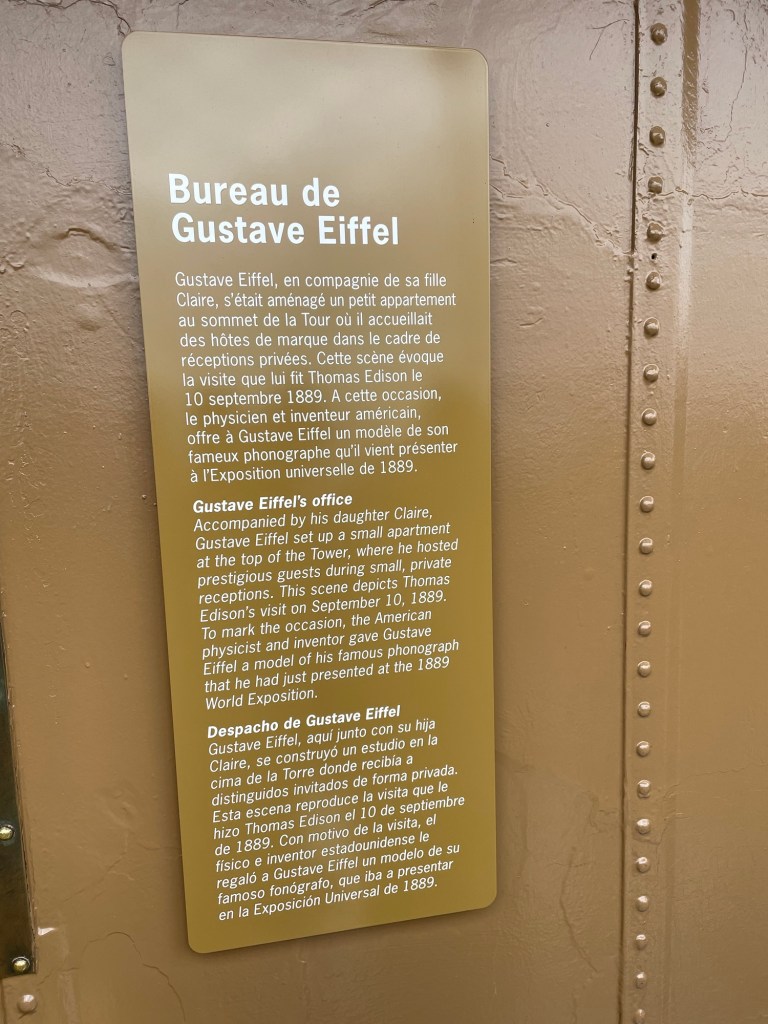 Bureau de
Gustave Eiffel
Gustave Eiffel, en compagnie de sa fille
Claire, s'était aménagé un petit appartement
au sommet de la Tour où il accueillait
des hôtes de marque dans le cadre de
réceptions privées. Cette scène évoque
la visite que lui fit Thomas Edison le
10 septembre 1889. A cette occasion,
le physicien et inventeur américain,
offre à Gustave Eiffel un modèle de son
fameux phonographe qu'il vient présenter
à l'Exposition universelle de 1889.
Gustave Eiffel's office
Accompanied by his daughter Claire,
Gustave Eiffel set up a small apartment
at the top of the Tower, where he hosted
prestigious guests during small, private
receptions. This scene depicts Thomas
Edison's visit on September 10, 1889.
To mark the occasion, the American
physicist and inventor gave Gustave
Eiffel a model of his famous phonograph
that he had just presented at the 1889
World Exposition.
Despacho de Gustave Eiffel
Gustave Eiffel, aquí junto con su hija
Claire, se construyó un estudio en la
cima de la Torre donde recibía a
distinguidos invitados de forma privada.
Esta escena reproduce la visita que le
hizo Thomas Edison el 10 de septiembre
de 1889. Con motivo de la visita, el
físico e inventor estadounidense le
regaló a Gustave Eiffel un modelo de su
famoso fonógrafo, que iba a presentar
en la Exposición Universal de 1889.